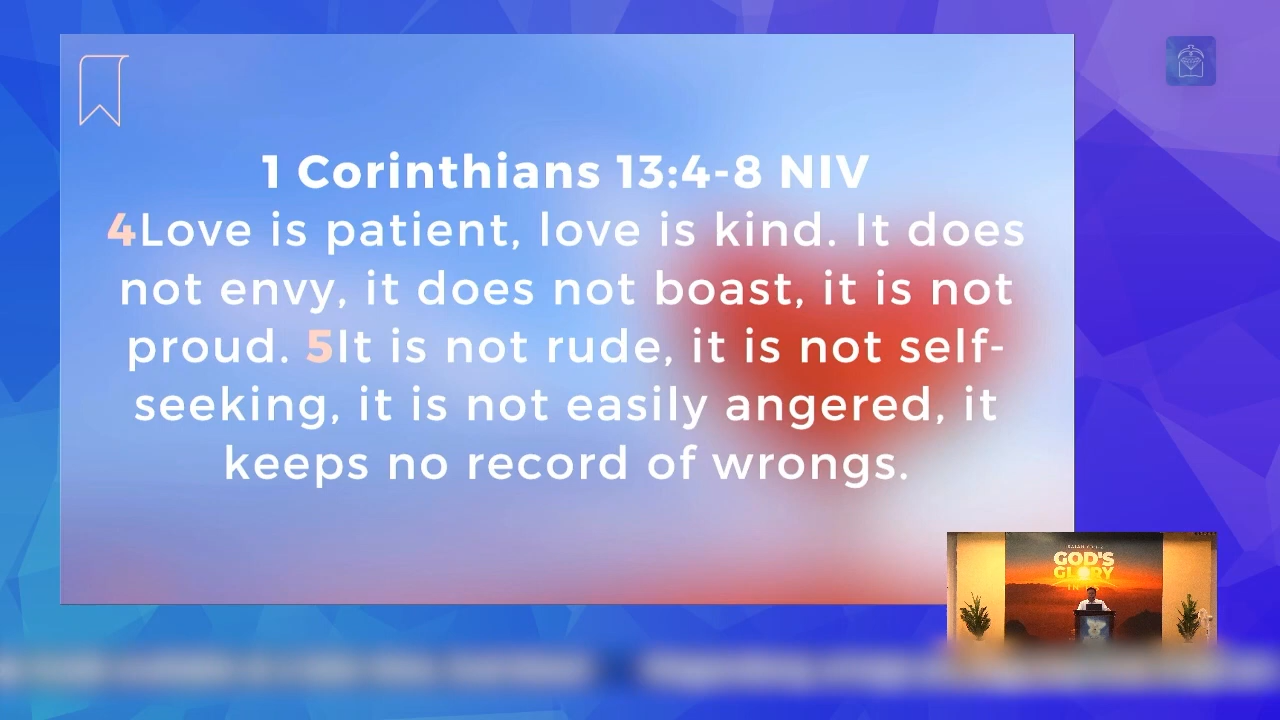 1 Corinthians 13:4-8 NIV
4Love is patient, love is kind. It does
not envy, it does not boast, it is not
proud. 5It is not rude, it is not self-
seeking, it is not easily angered, it
keeps no record of wrongs.
GOD'S
GLORY